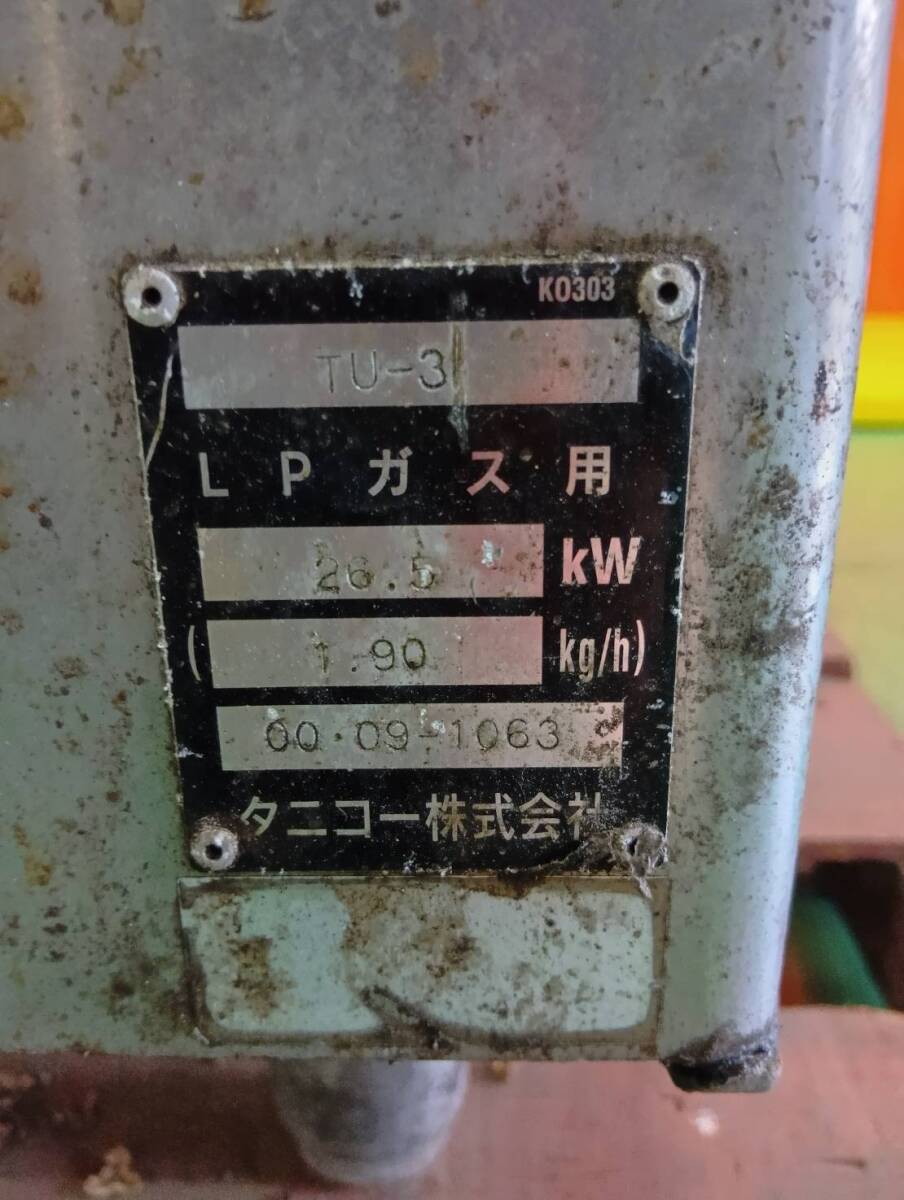 KO303
TU-3
LPガス用
26.5 kW
( 1.90 kg/h)
00.09-1063
タニコー株式会社